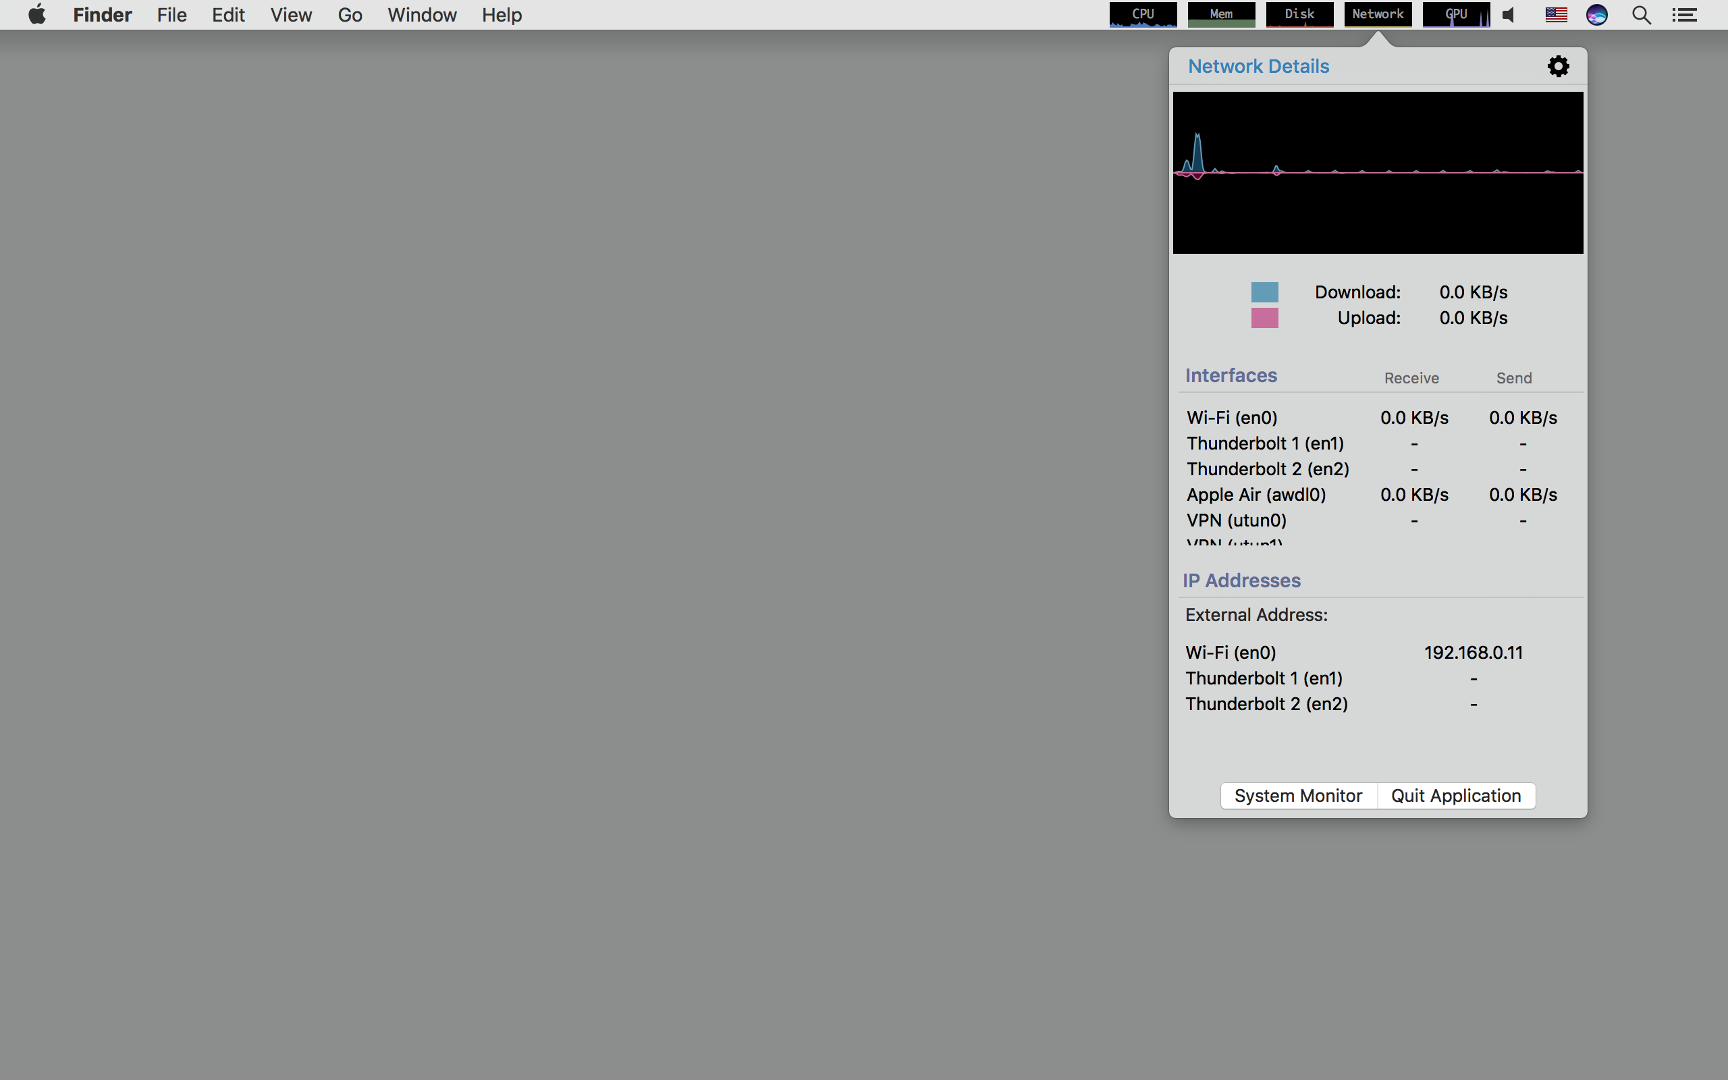 Finder File Edit View Go Window Help CPU Mem Disk Network GPU
Network Details
Download: 0.0 KB/s
Upload: 0.0 KB/s
Interfaces Receive Send
Wi-Fi (en0) 0.0 KB/s 0.0 KB/s
Thunderbolt 1 (en1) - -
Thunderbolt 2 (en2) - -
Apple Air (awdl0) 0.0 KB/s 0.0 KB/s
VPN (utun0) - -
VPN (utun1)
IP Addresses
External Address:
Wi-Fi (en0) 192.168.0.11
Thunderbolt 1 (en1) -
Thunderbolt 2 (en2) -
System Monitor Quit Application